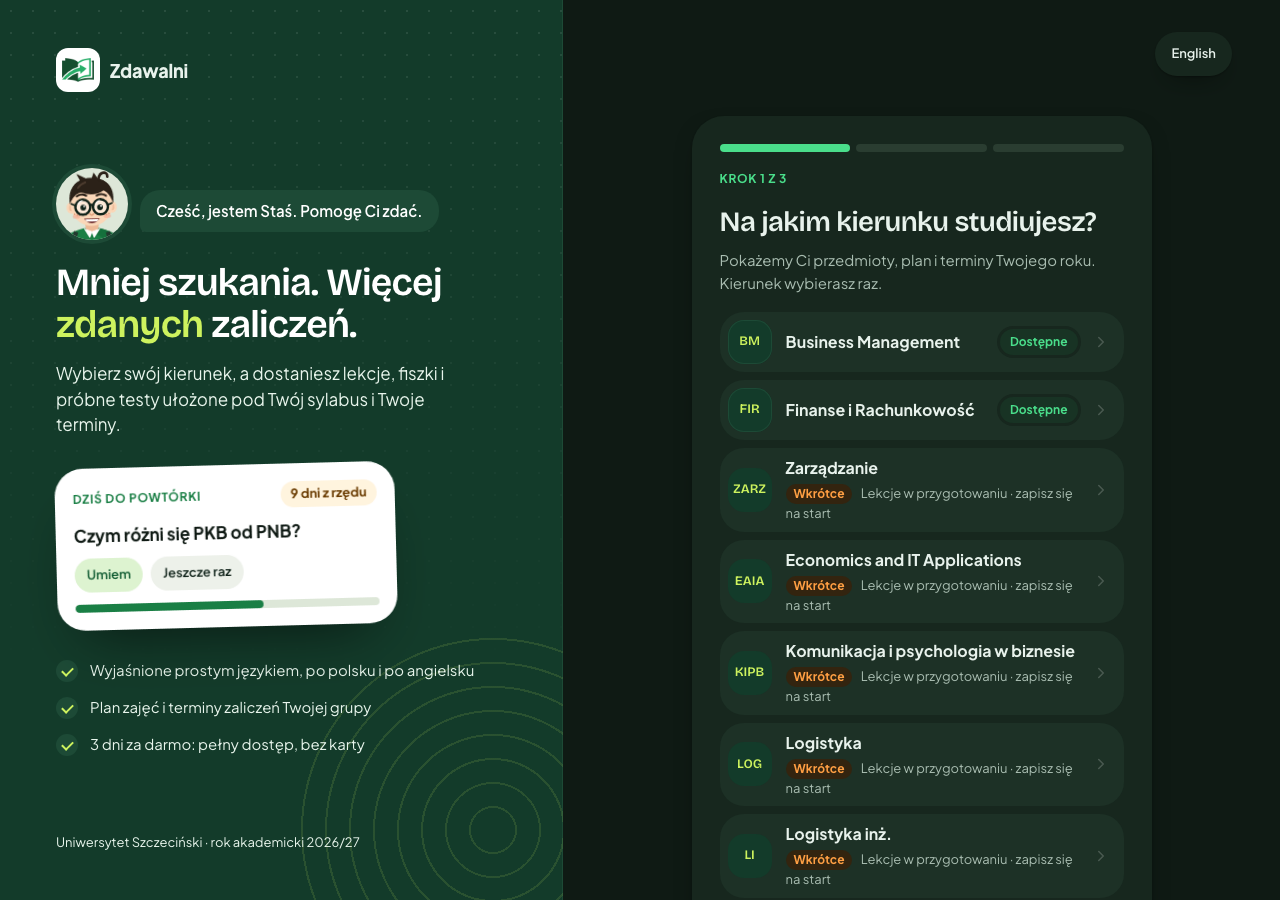 Zdawalni
Cześć, jestem Staś. Pomogę Ci zdać.
Mniej szukania. Więcej
zdanych zaliczeń.
Wybierz swój kierunek, a dostaniesz lekcje, fiszki i
próbne testy ułożone pod Twój sylabus i Twoje
terminy.
DZIŚ DO POWTÓRKI
9 dni z rzędu
Czym różni się PKB od PNB?
Umiem
Jeszcze raz
Wyjaśnione prostym językiem, po polsku i po angielsku
Plan zajęć i terminy zaliczeń Twojej grupy
3 dni za darmo: pełny dostęp, bez karty
Uniwersytet Szczeciński · rok akademicki 2026/27
English
KROK 1 Z 3
Na jakim kierunku studiujesz?
Pokażemy Ci przedmioty, plan i terminy Twojego roku.
Kierunek wybierasz raz.
BM
Business Management
Dostępne
FIR
Finanse i Rachunkowość
Dostępne
ZARZ
Zarządzanie
Wkrótce Lekcje w przygotowaniu · zapisz się
na start
EAIA
Economics and IT Applications
Wkrótce Lekcje w przygotowaniu · zapisz się
na start
KIPB
Komunikacja i psychologia w biznesie
Wkrótce Lekcje w przygotowaniu · zapisz się
na start
LOG
Logistyka
Wkrótce Lekcje w przygotowaniu · zapisz się
na start
LI
Logistyka inż.
Wkrótce Lekcje w przygotowaniu · zapisz się
na start